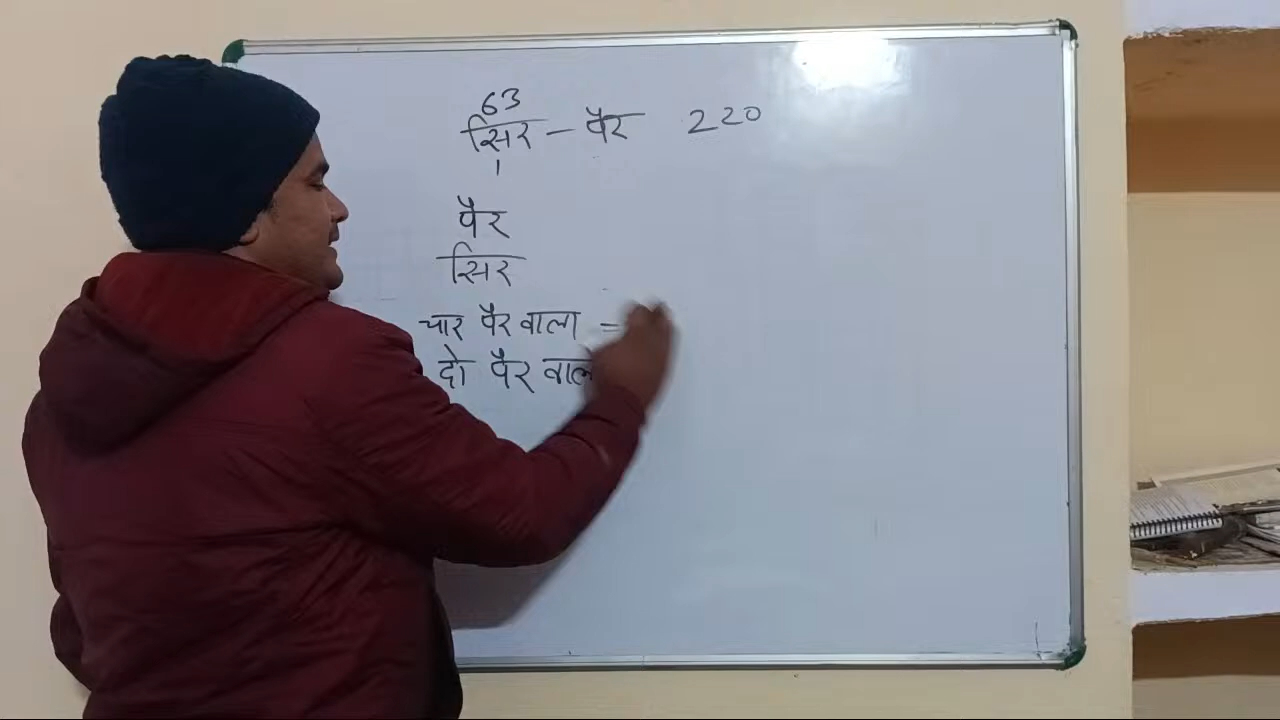 63
सिर – पैर 220
पैर
सिर
चार पैर वाला =
दो पैर